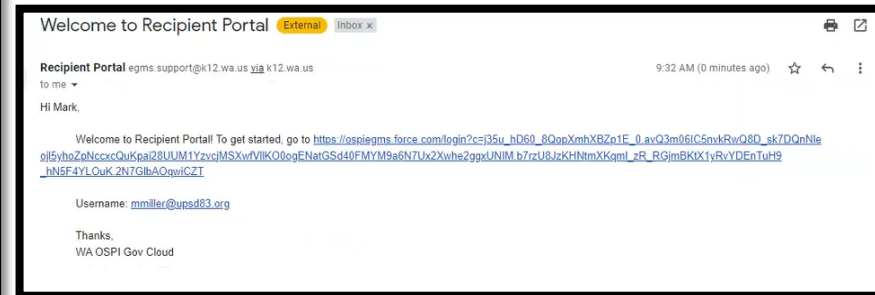 Welcome to Recipient Portal External Inbox x
Recipient Portal egms.support@k12.wa.us via k12.wa.us 9:32 AM (0 minutes ago)
to me
Hi Mark,
Welcome to Recipient Portal! To get started, go to https://ospiegms.force.com/login?c=j35u_hD60_8QopXmhXBZp1E_0.avQ3m06IC5nvkRwQ8D_sk7DQnNle
ojI5yhoZpNccxcQuKpai28UUM1YzvcjMSXwfVllKO0ogENatGSd40FMYM9a6N7Ux2Xwhe2ggxUNIM.b7rzU8JzKHNtmXKqmI_zR_RGjmBKtX1yRvYDEnTuH9
_hN5F4YLOuK.2N7GlbAOqwiCZT
Username: mmiller@upsd83.org
Thanks,
WA OSPI Gov Cloud